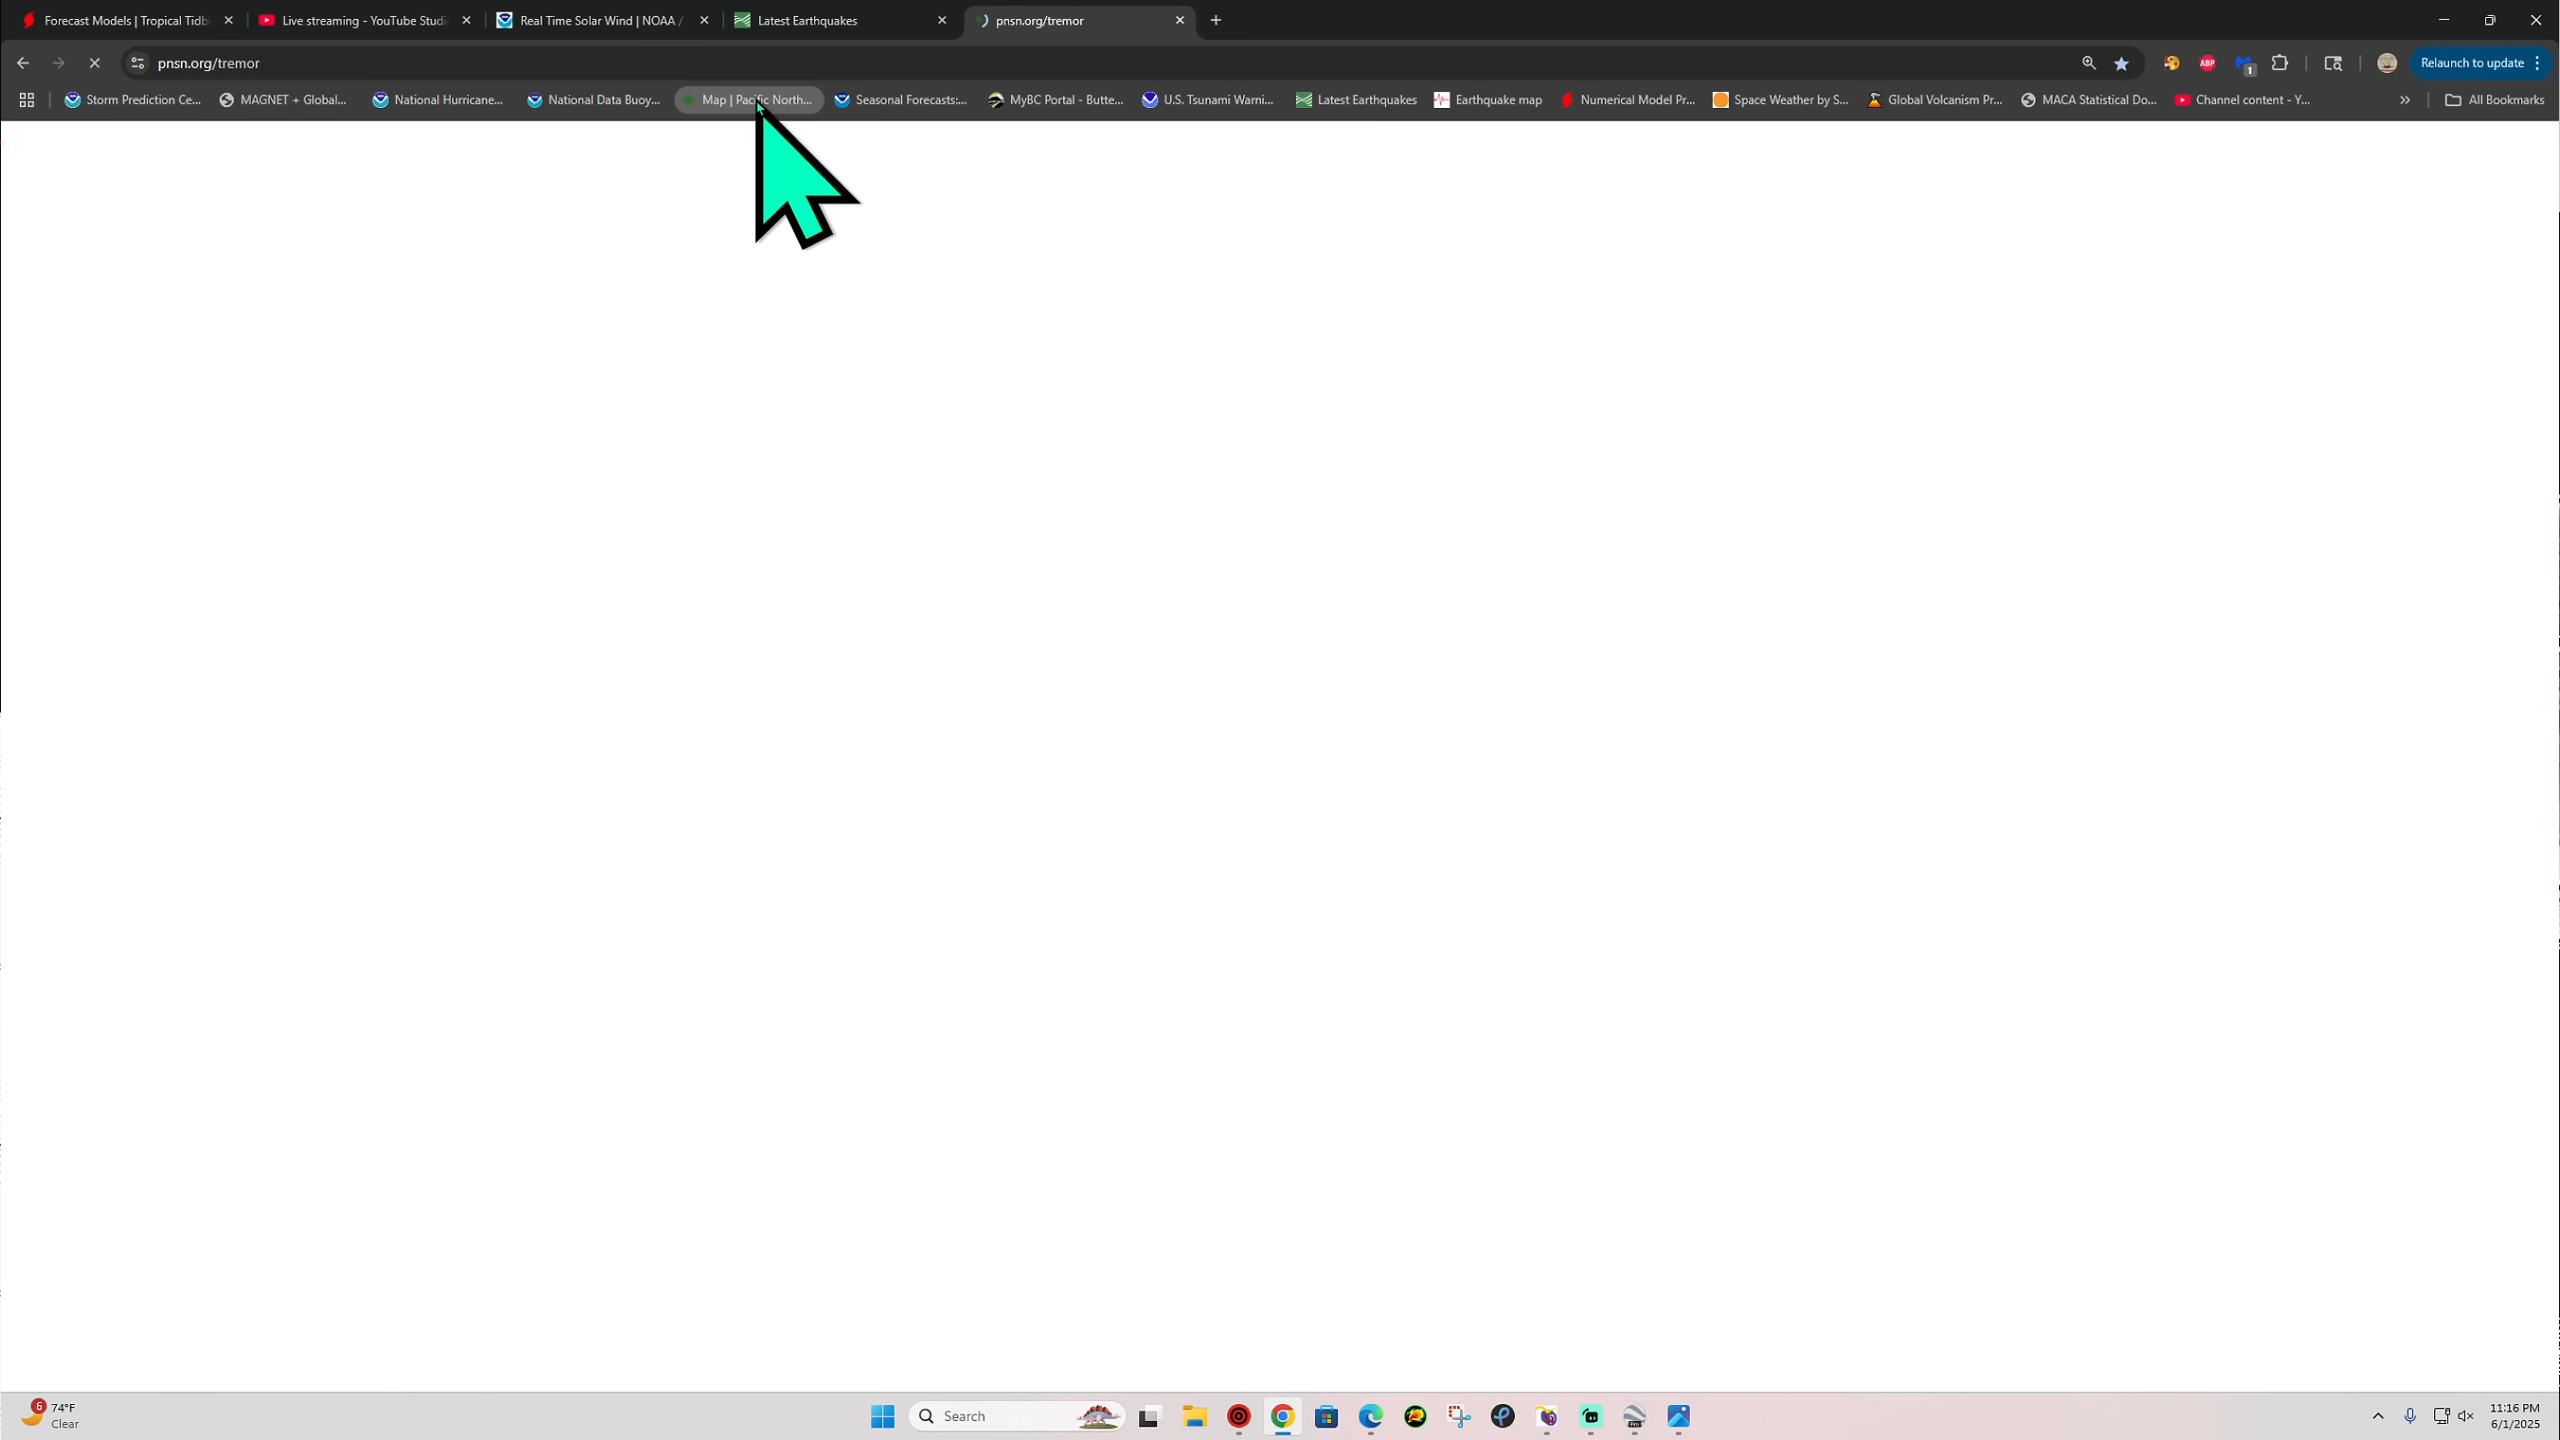 Forecast Models | Tropical Tidb
Live streaming - YouTube Studi
Real Time Solar Wind | NOAA /
Latest Earthquakes
pnsn.org/tremor
pnsn.org/tremor
ABP
1
Relaunch to update
Storm Prediction Ce...
MAGNET + Global...
National Hurricane...
National Data Buoy...
Map | Pacific North...
Seasonal Forecasts:...
MyBC Portal - Butte...
U.S. Tsunami Warni...
Latest Earthquakes
Earthquake map
Numerical Model Pr...
Space Weather by S...
Global Volcanism Pr...
MACA Statistical Do...
Channel content - Y...
All Bookmarks
6
74°F
Clear
Search
11:16 PM
6/1/2025